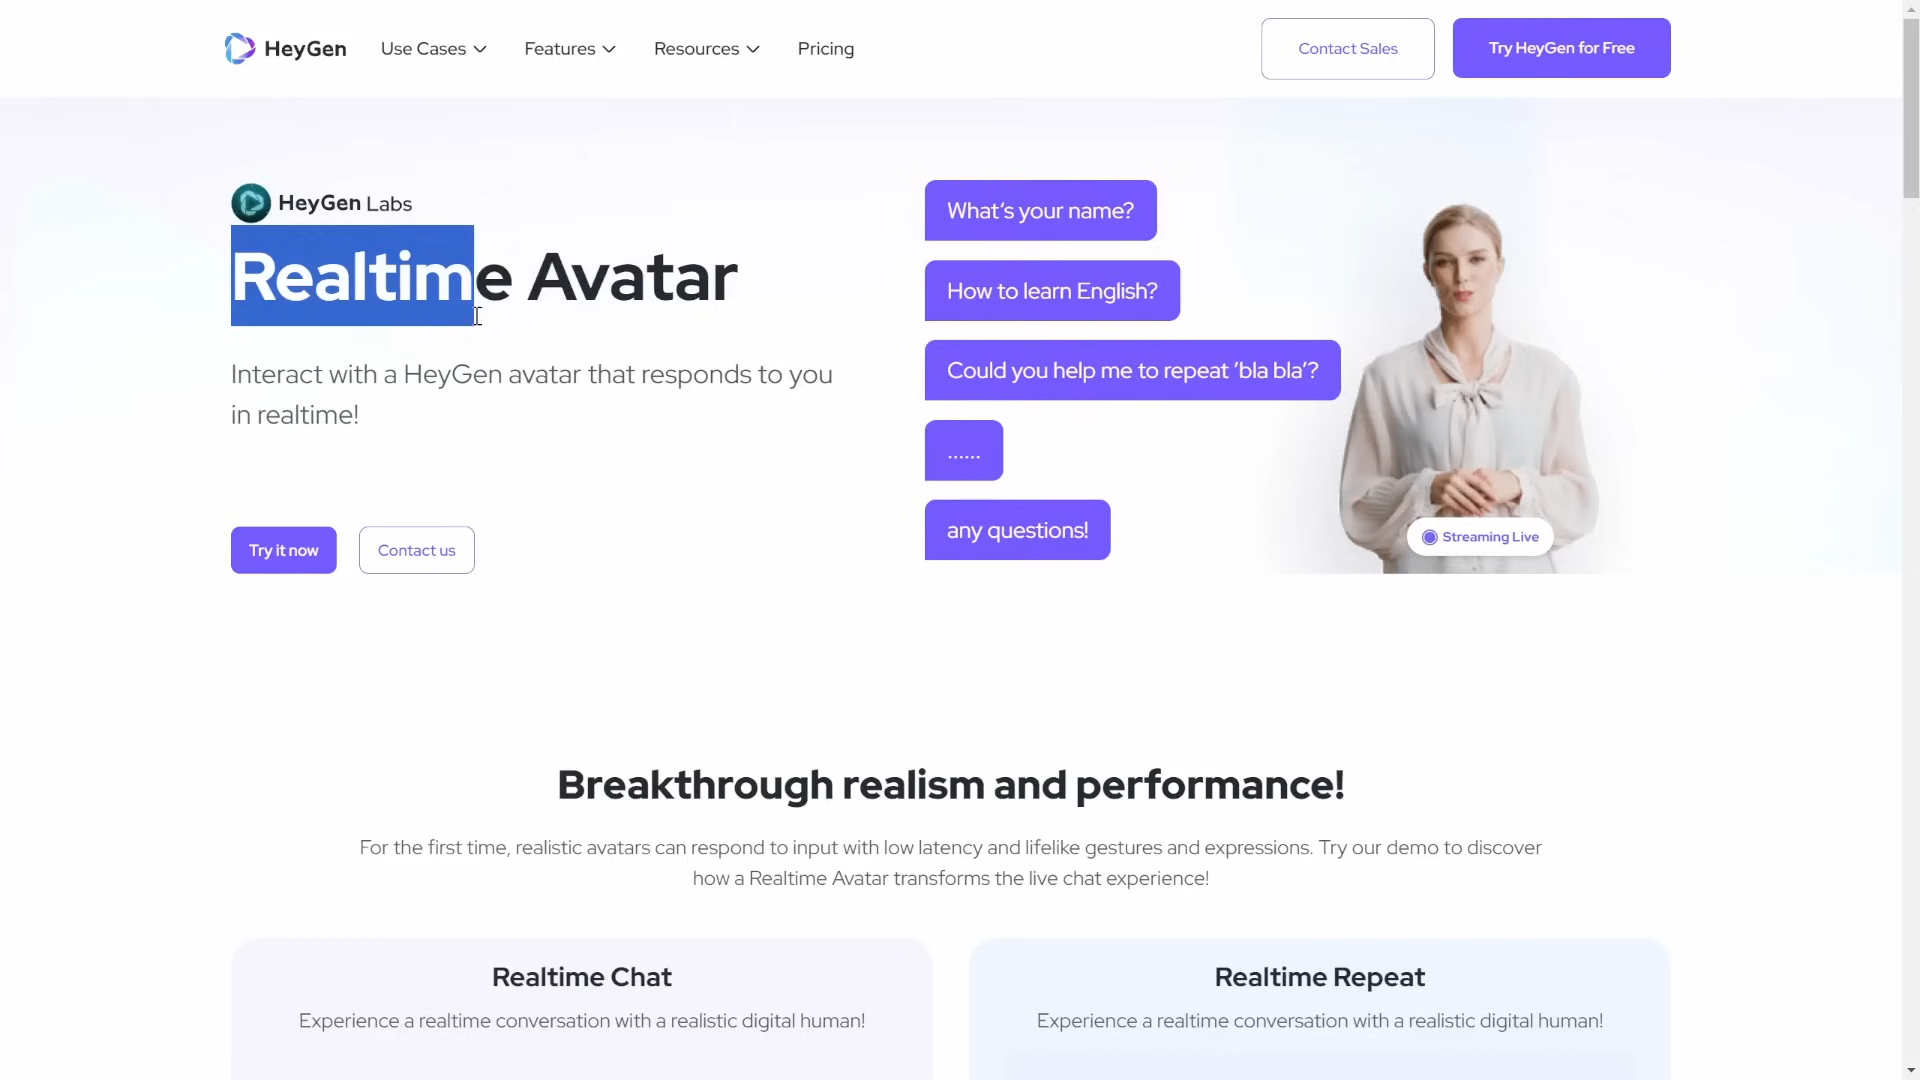 HeyGen
Use Cases
Features
Resources
Pricing
Contact Sales
Try HeyGen for Free
HeyGen Labs
Realtime Avatar
Interact with a HeyGen avatar that responds to you
in realtime!
Try it now
Contact us
What's your name?
How to learn English?
Could you help me to repeat 'bla bla'?
......
any questions!
Streaming Live
Breakthrough realism and performance!
For the first time, realistic avatars can respond to input with low latency and lifelike gestures and expressions. Try our demo to discover
how a Realtime Avatar transforms the live chat experience!
Realtime Chat
Experience a realtime conversation with a realistic digital human!
Realtime Repeat
Experience a realtime conversation with a realistic digital human!